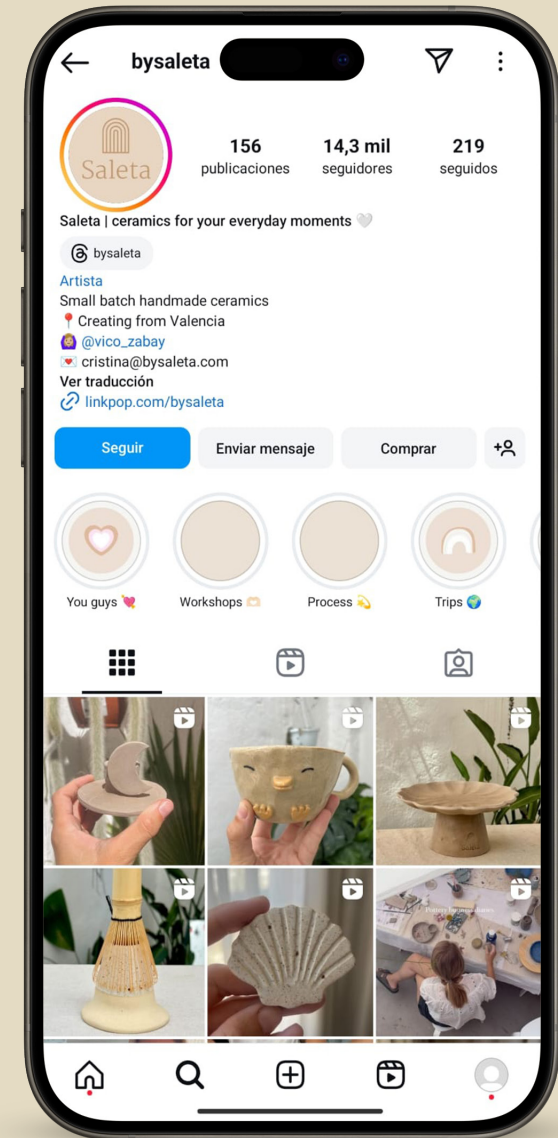 bysaleta
Saleta
156
publicaciones
14,3 mil
seguidores
219
seguidos
Saleta | ceramics for your everyday moments 🤍
bysaleta
Artista
Small batch handmade ceramics
📍Creating from Valencia
🙆🏼‍♀️ @vico_zabay
💌 cristina@bysaleta.com
Ver traducción
linkpop.com/bysaleta
Seguir
Enviar mensaje
Comprar
You guys 💘
Workshops 🫶🏻
Process 💫
Trips 🌍